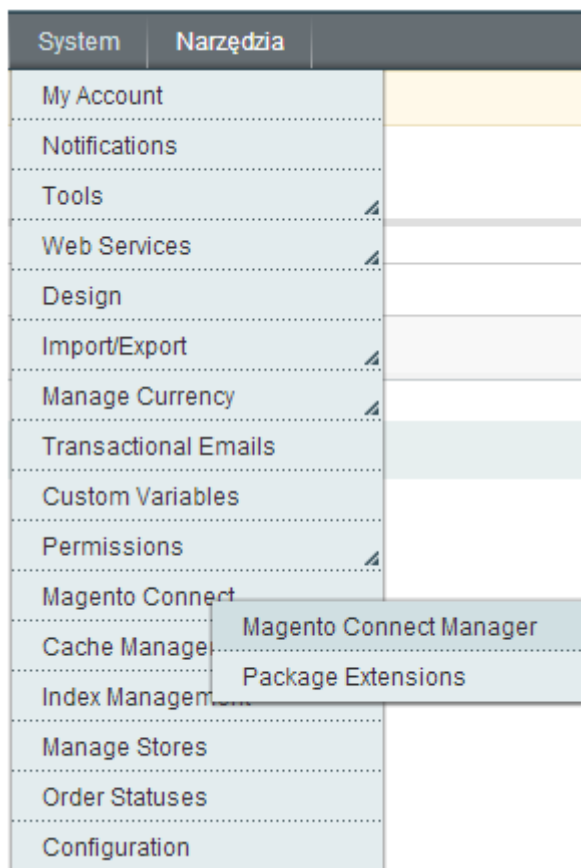 System Narzędzia
My Account
Notifications
Tools
Web Services
Design
Import/Export
Manage Currency
Transactional Emails
Custom Variables
Permissions
Magento Connect
Magento Connect Manager
Package Extensions
Cache Manage
Index Management
Manage Stores
Order Statuses
Configuration